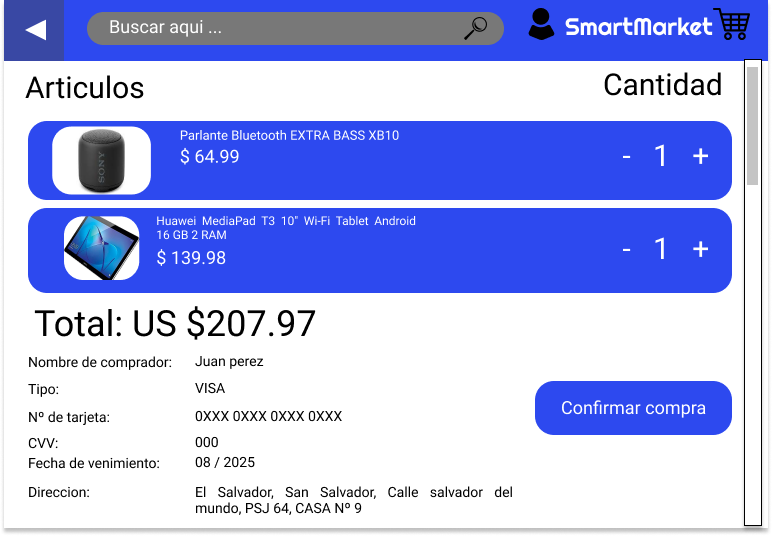 Buscar aqui ...
SmartMarket
Articulos
Cantidad
Parlante Bluetooth EXTRA BASS XB10
$ 64.99
- 1 +
SONY
Huawei MediaPad T3 10" Wi-Fi Tablet Android
16 GB 2 RAM
$ 139.98
- 1 +
Total: US $207.97
Nombre de comprador: Juan perez
Tipo: VISA
Nº de tarjeta: 0XXX 0XXX 0XXX 0XXX
CVV: 000
Fecha de venimiento: 08 / 2025
Direccion: El Salvador, San Salvador, Calle salvador del
mundo, PSJ 64, CASA Nº 9
Confirmar compra